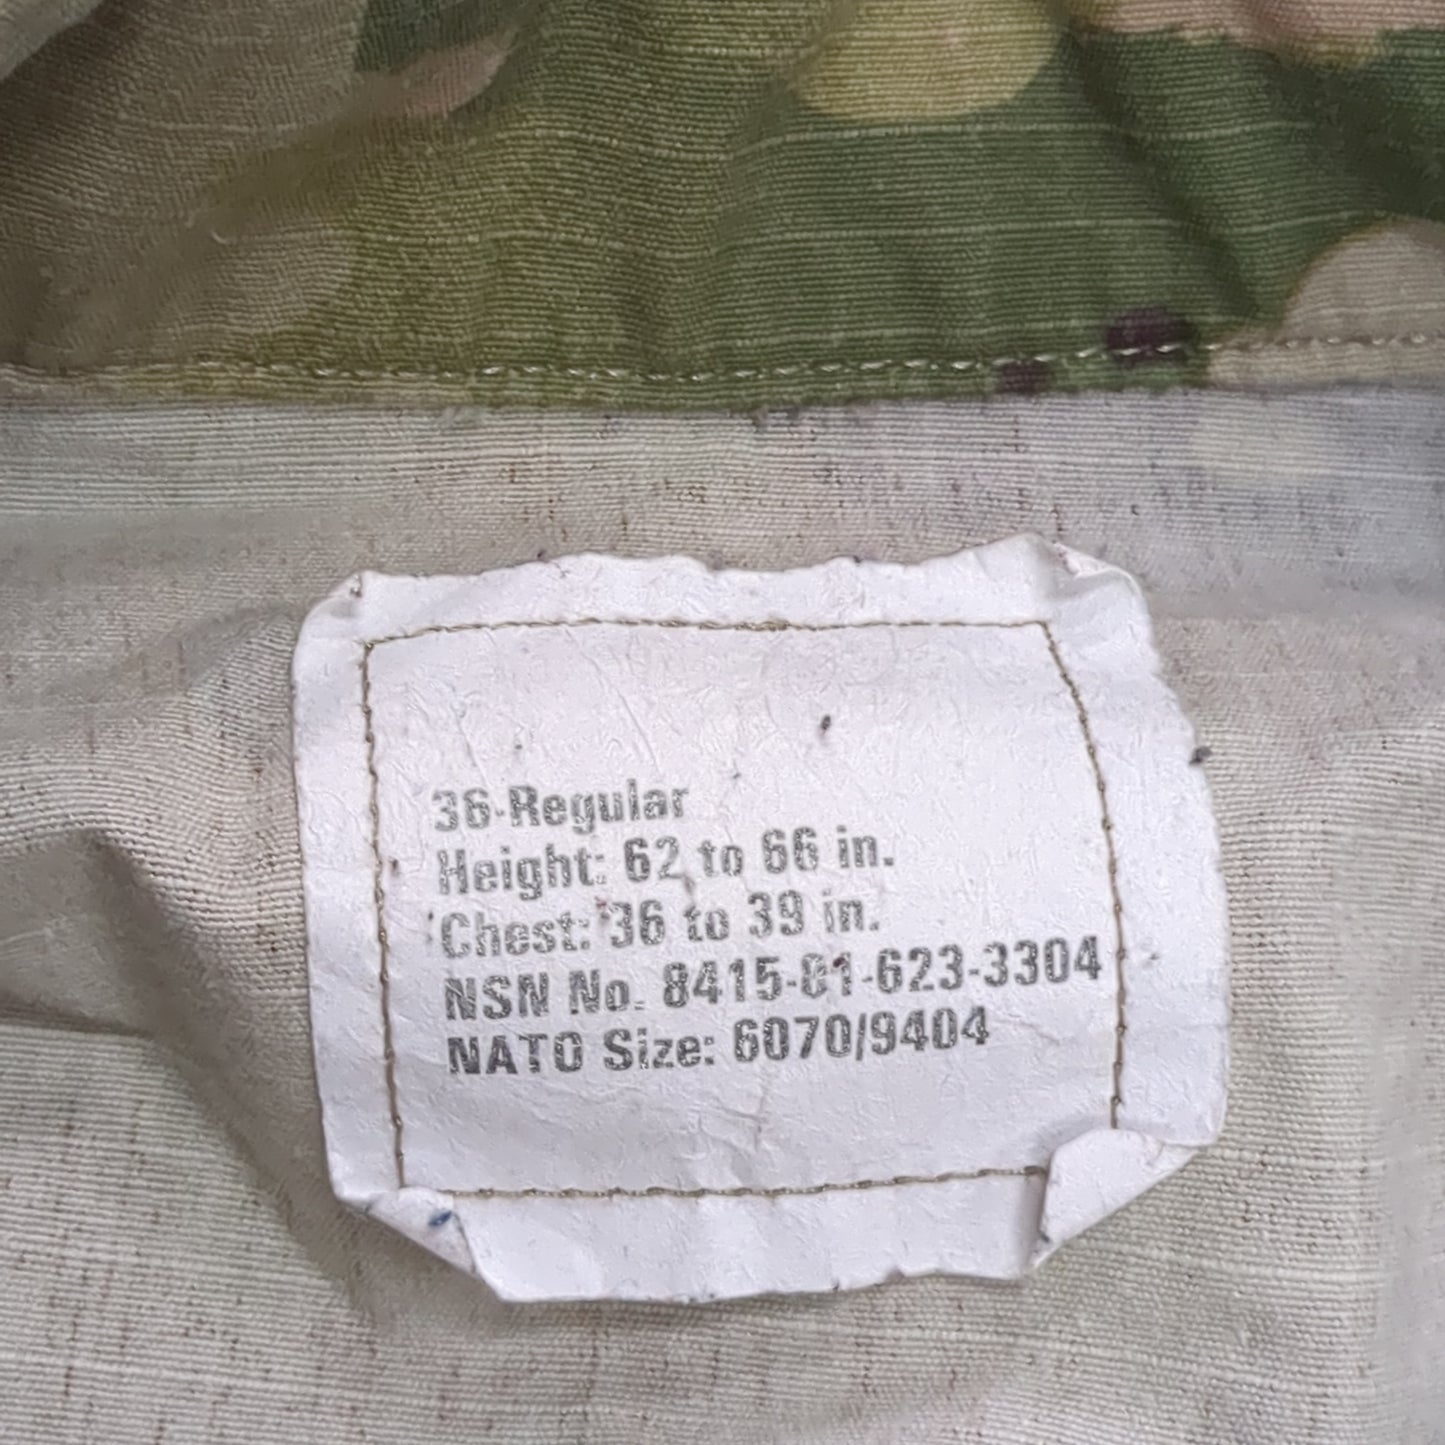 36-Regular
Height: 62 to 66 in.
Chest: 36 to 39 in.
NSN No. 8415-01-623-3304
NATO Size: 6070/9404